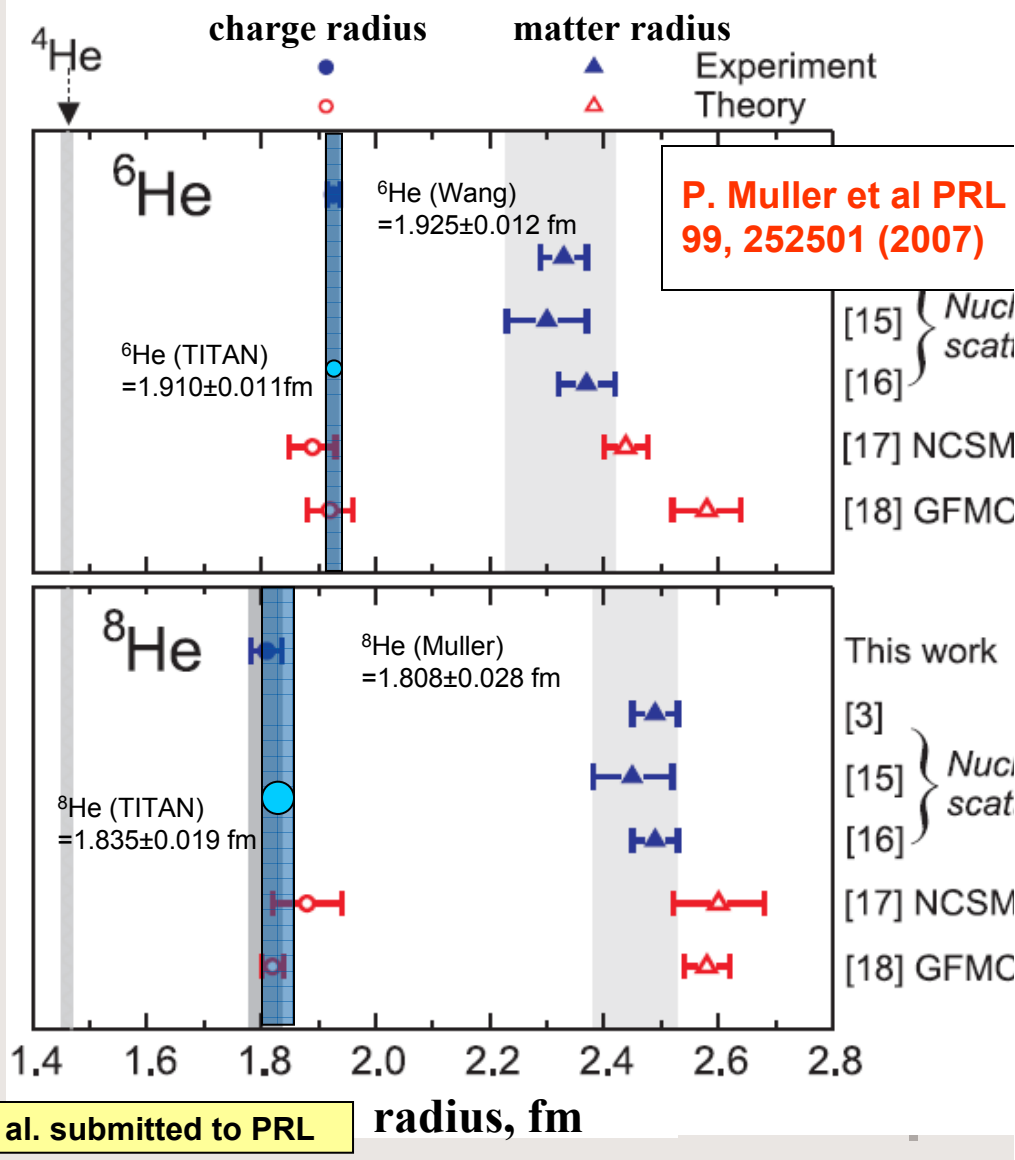 charge radius
matter radius
⁴He
Experiment
Theory
⁶He
⁶He (Wang)
=1.925±0.012 fm
P. Muller et al PRL
99, 252501 (2007)
[15]
[16]
⁶He (TITAN)
=1.910±0.011fm
[17] NCSM
[18] GFMC
⁸He
⁸He (Muller)
=1.808±0.028 fm
This work
[3]
[15]
[16]
⁸He (TITAN)
=1.835±0.019 fm
[17] NCSM
[18] GFMC
1.4 1.6 1.8 2.0 2.2 2.4 2.6 2.8
radius, fm
al. submitted to PRL